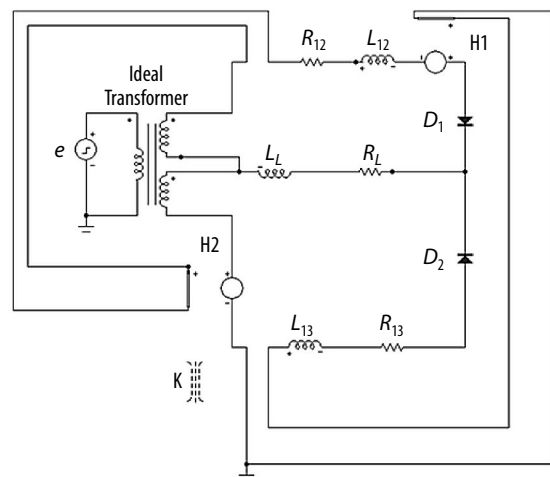 R12
L12
H1
Ideal
Transformer
D1
e
LL
RL
H2
D2
L13
R13
K